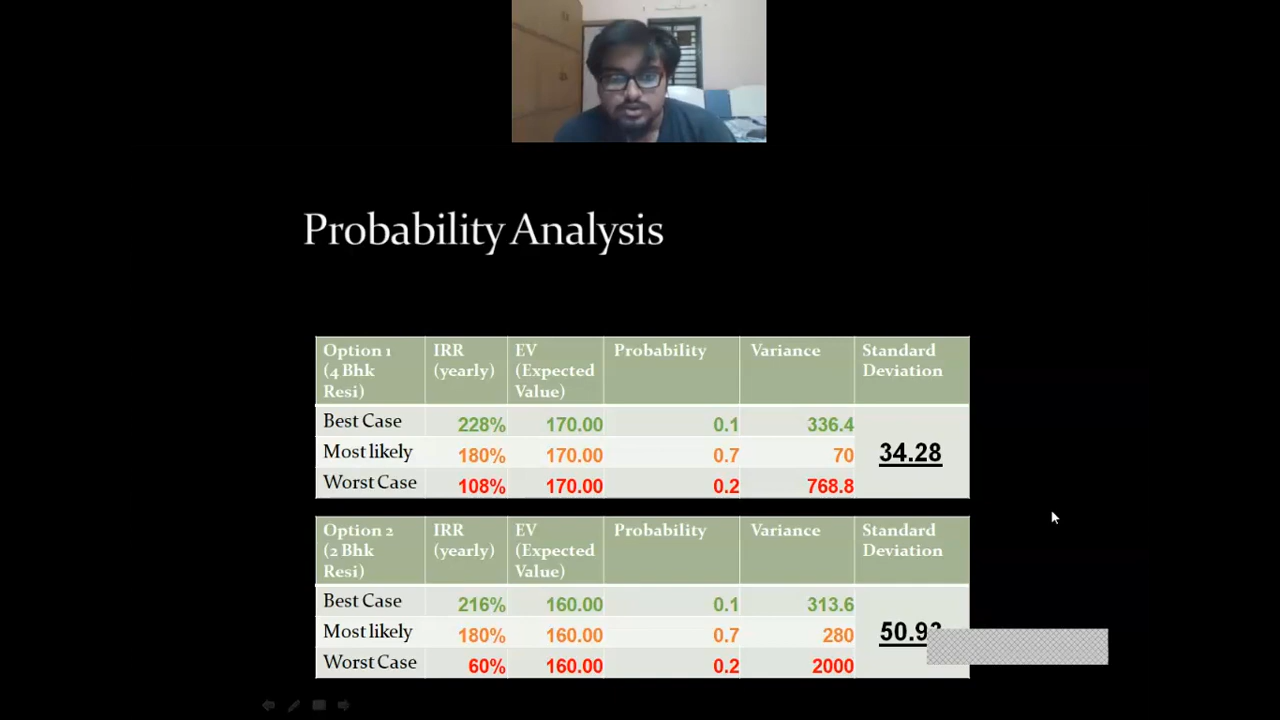 Probability Analysis
Option 1 (4 Bhk Resi) IRR (yearly) EV (Expected Value) Probability Variance Standard Deviation
Best Case 228% 170.00 0.1 336.4 34.28
Most likely 180% 170.00 0.7 70
Worst Case 108% 170.00 0.2 768.8
Option 2 (2 Bhk Resi) IRR (yearly) EV (Expected Value) Probability Variance Standard Deviation
Best Case 216% 160.00 0.1 313.6
Most likely 180% 160.00 0.7 280
Worst Case 60% 160.00 0.2 2000